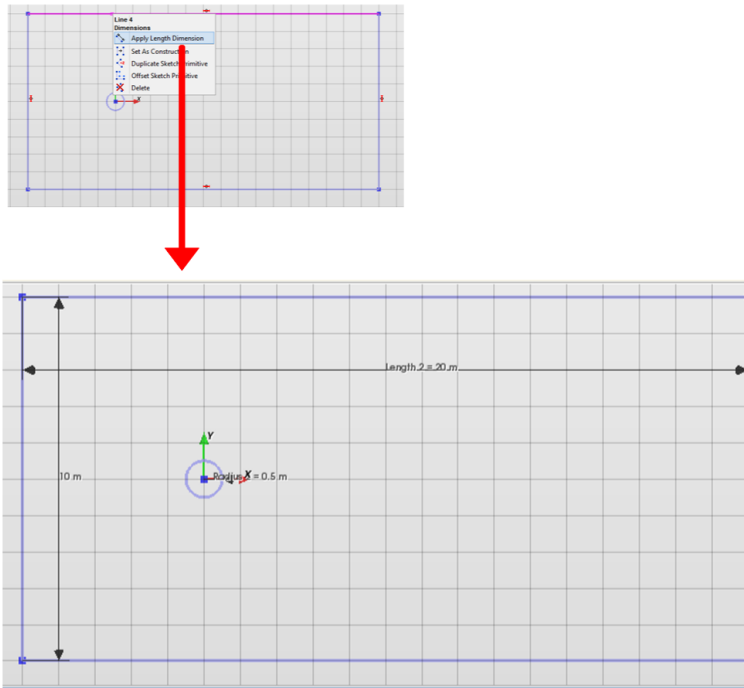 Line 4
Dimensions
Apply Length Dimension
Set As Construc
Duplicate Sketch Primitive
Offset Sketch Primitive
Delete
x
Length 2 = 20 m
Y
10 m
Radius X = 0.5 m